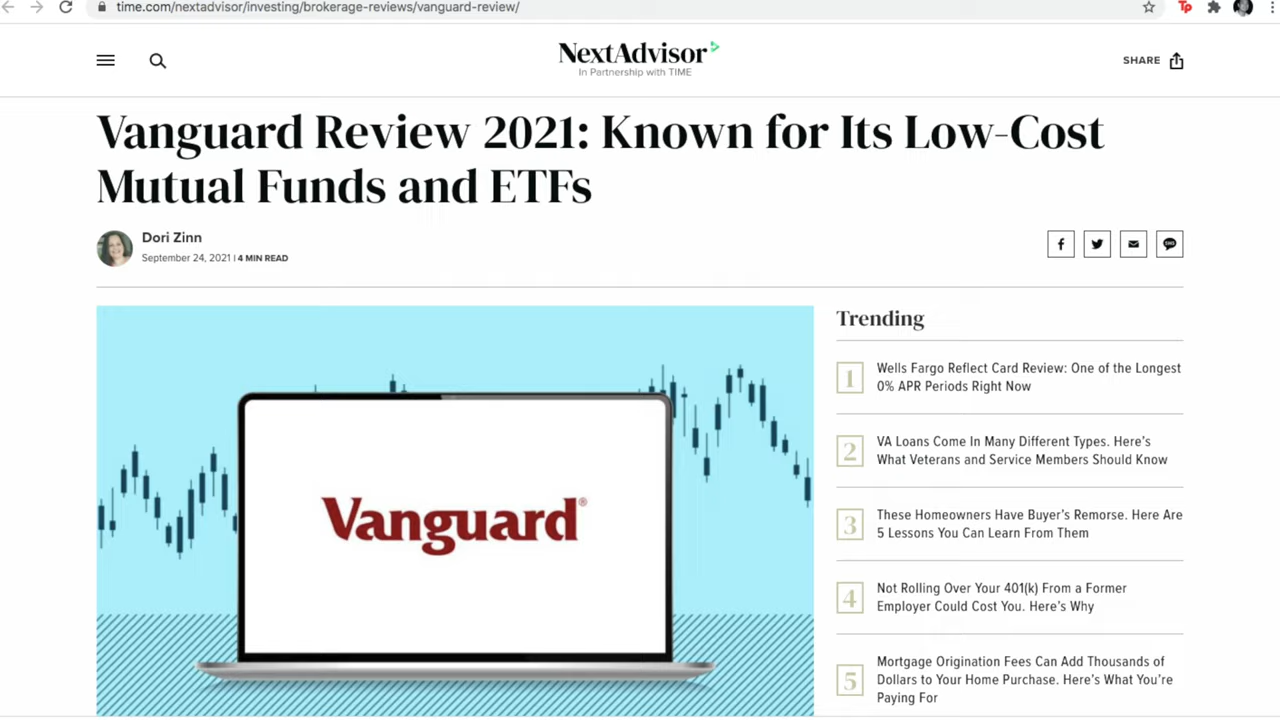 time.com/nextadvisor/investing/brokerage-reviews/vanguard-review/
Tp
NextAdvisor
In Partnership with TIME
SHARE
Vanguard Review 2021: Known for Its Low-Cost
Mutual Funds and ETFs
Dori Zinn
September 24, 2021 | 4 MIN READ
Vanguard®
Trending
1
Wells Fargo Reflect Card Review: One of the Longest
0% APR Periods Right Now
2
VA Loans Come In Many Different Types. Here's
What Veterans and Service Members Should Know
3
These Homeowners Have Buyer's Remorse. Here Are
5 Lessons You Can Learn From Them
4
Not Rolling Over Your 401(k) From a Former
Employer Could Cost You. Here's Why
5
Mortgage Origination Fees Can Add Thousands of
Dollars to Your Home Purchase. Here's What You're
Paying For